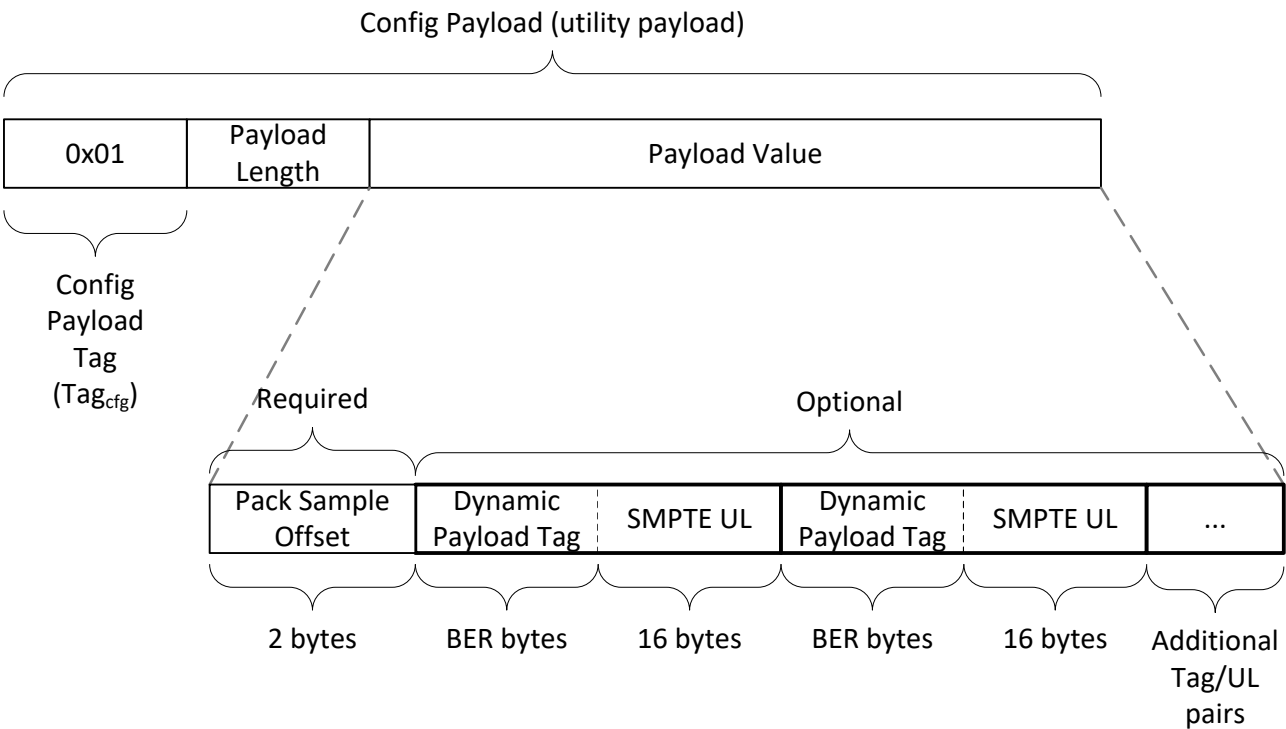 Config Payload (utility payload)
0x01
Payload
Length
Payload Value
Config
Payload
Tag
(Tagcfg)
Required
Optional
Pack Sample
Offset
Dynamic
Payload Tag
SMPTE UL
Dynamic
Payload Tag
SMPTE UL
...
2 bytes
BER bytes
16 bytes
BER bytes
16 bytes
Additional
Tag/UL
pairs